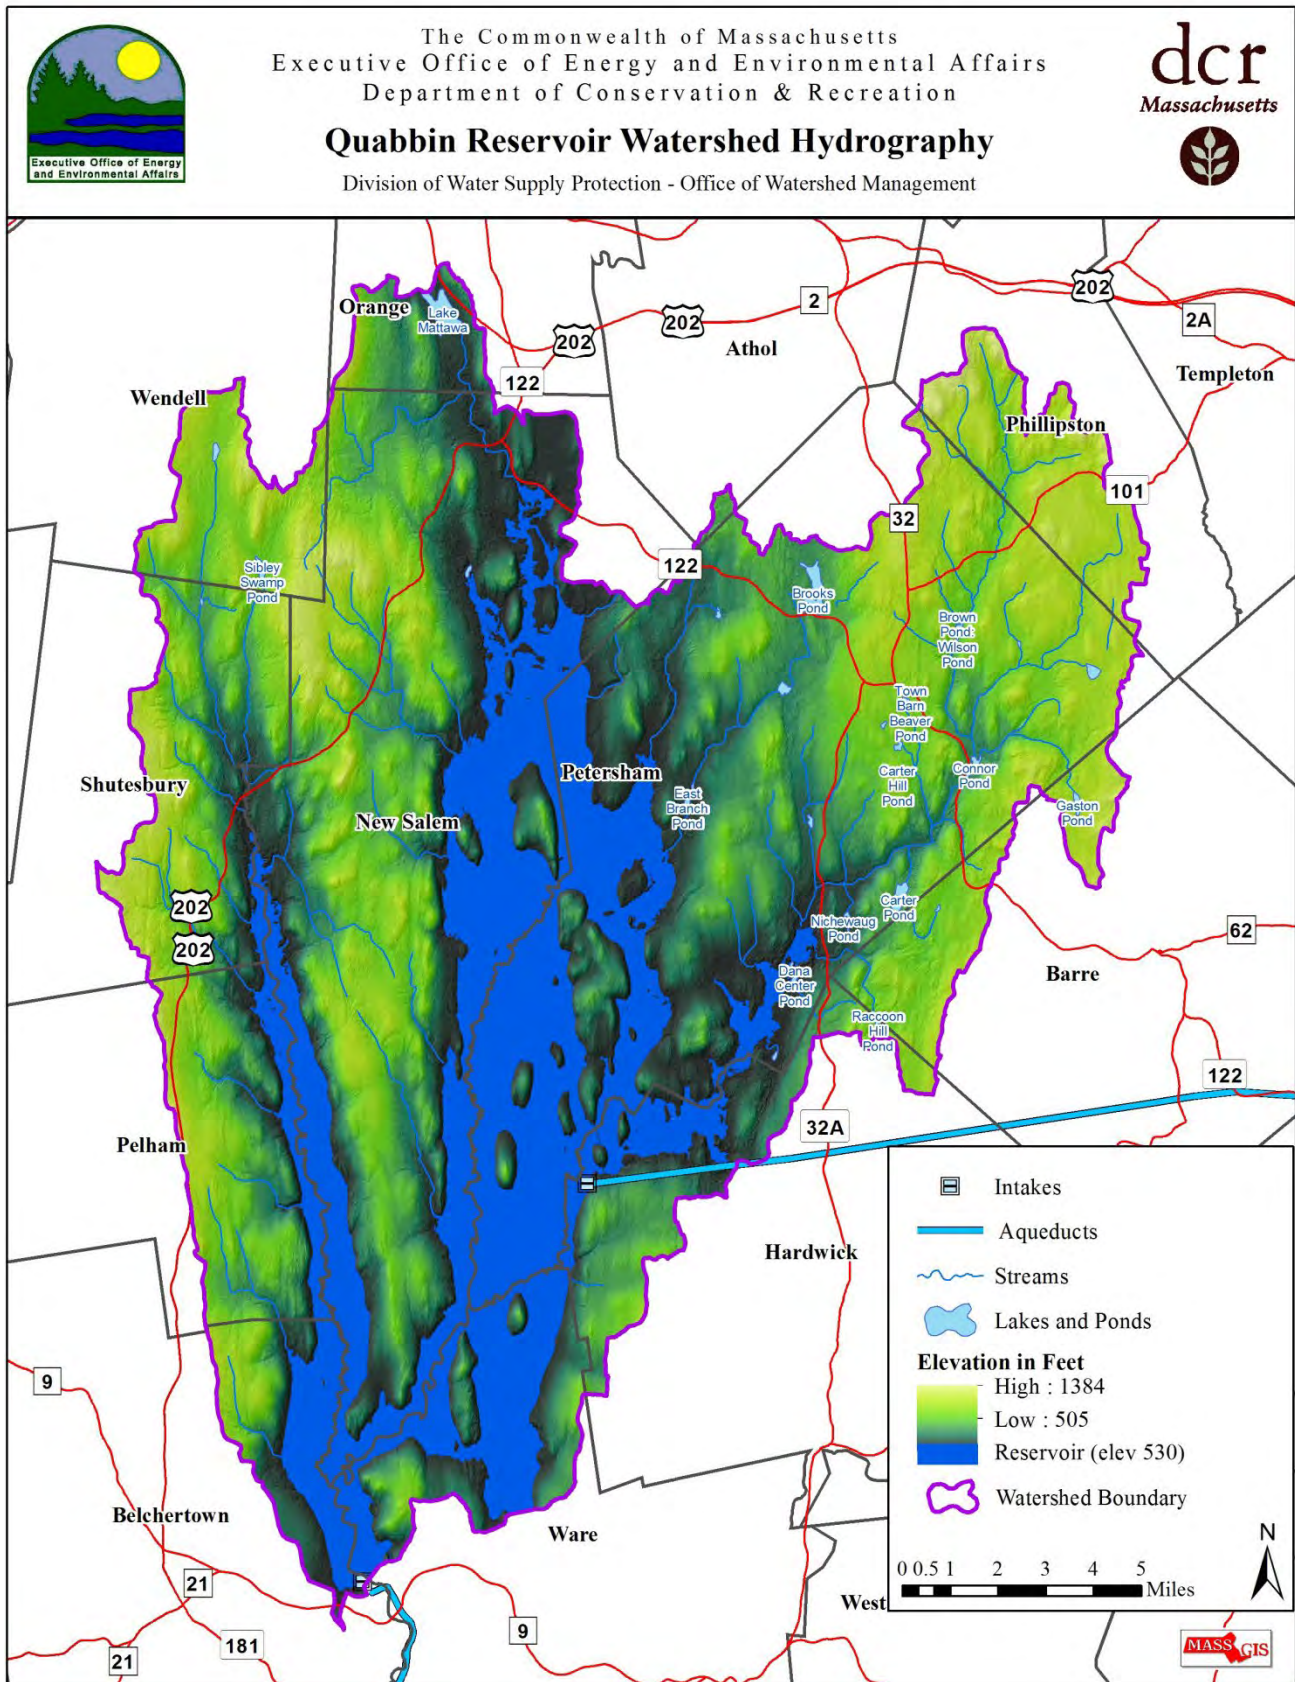 The Commonwealth of Massachusetts
Executive Office of Energy and Environmental Affairs
Department of Conservation & Recreation
Quabbin Reservoir Watershed Hydrography
Division of Water Supply Protection - Office of Watershed Management
Executive Office of Energy
and Environmental Affairs
dcr
Massachusetts
Orange
Lake
Mattawa
202
202
2
202
2A
Athol
Templeton
122
Wendell
Phillipston
101
32
122
Sibley
Swamp
Pond
Brooks
Pond
Brown
Pond:
Wilson
Pond
Town
Barn
Beaver
Pond
Shutesbury
Petersham
Carter
Hill
Pond
Connor
Pond
East
Branch
Pond
Gaston
Pond
New Salem
202
202
Carter
Pond
Nichewaug
Pond
62
Barre
Dana
Center
Pond
Raccoon
Hill
Pond
122
32A
Pelham
Hardwick
9
Belchertown
Ware
21
21
181
9
West
Intakes
Aqueducts
Streams
Lakes and Ponds
Elevation in Feet
High : 1384
Low : 505
Reservoir (elev 530)
Watershed Boundary
N
0 0.5 1 2 3 4 5
Miles
MASS GIS